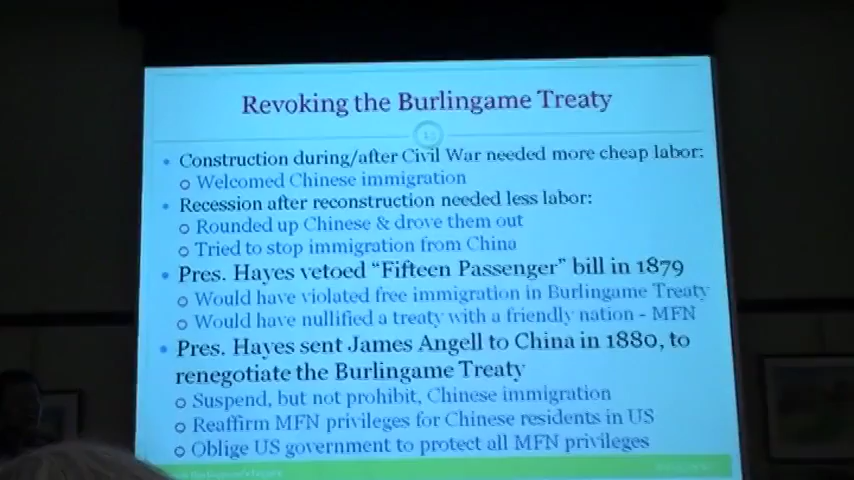 Revoking the Burlingame Treaty
Construction during/after Civil War needed more cheap labor:
Welcomed Chinese immigration
Recession after reconstruction needed less labor:
Rounded up Chinese & drove them out
Tried to stop immigration from China
Pres. Hayes vetoed “Fifteen Passenger” bill in 1879
Would have violated free immigration in Burlingame Treaty
Would have nullified a treaty with a friendly nation - MFN
Pres. Hayes sent James Angell to China in 1880, to
renegotiate the Burlingame Treaty
Suspend, but not prohibit, Chinese immigration
Reaffirm MFN privileges for Chinese residents in US
Oblige US government to protect all MFN privileges